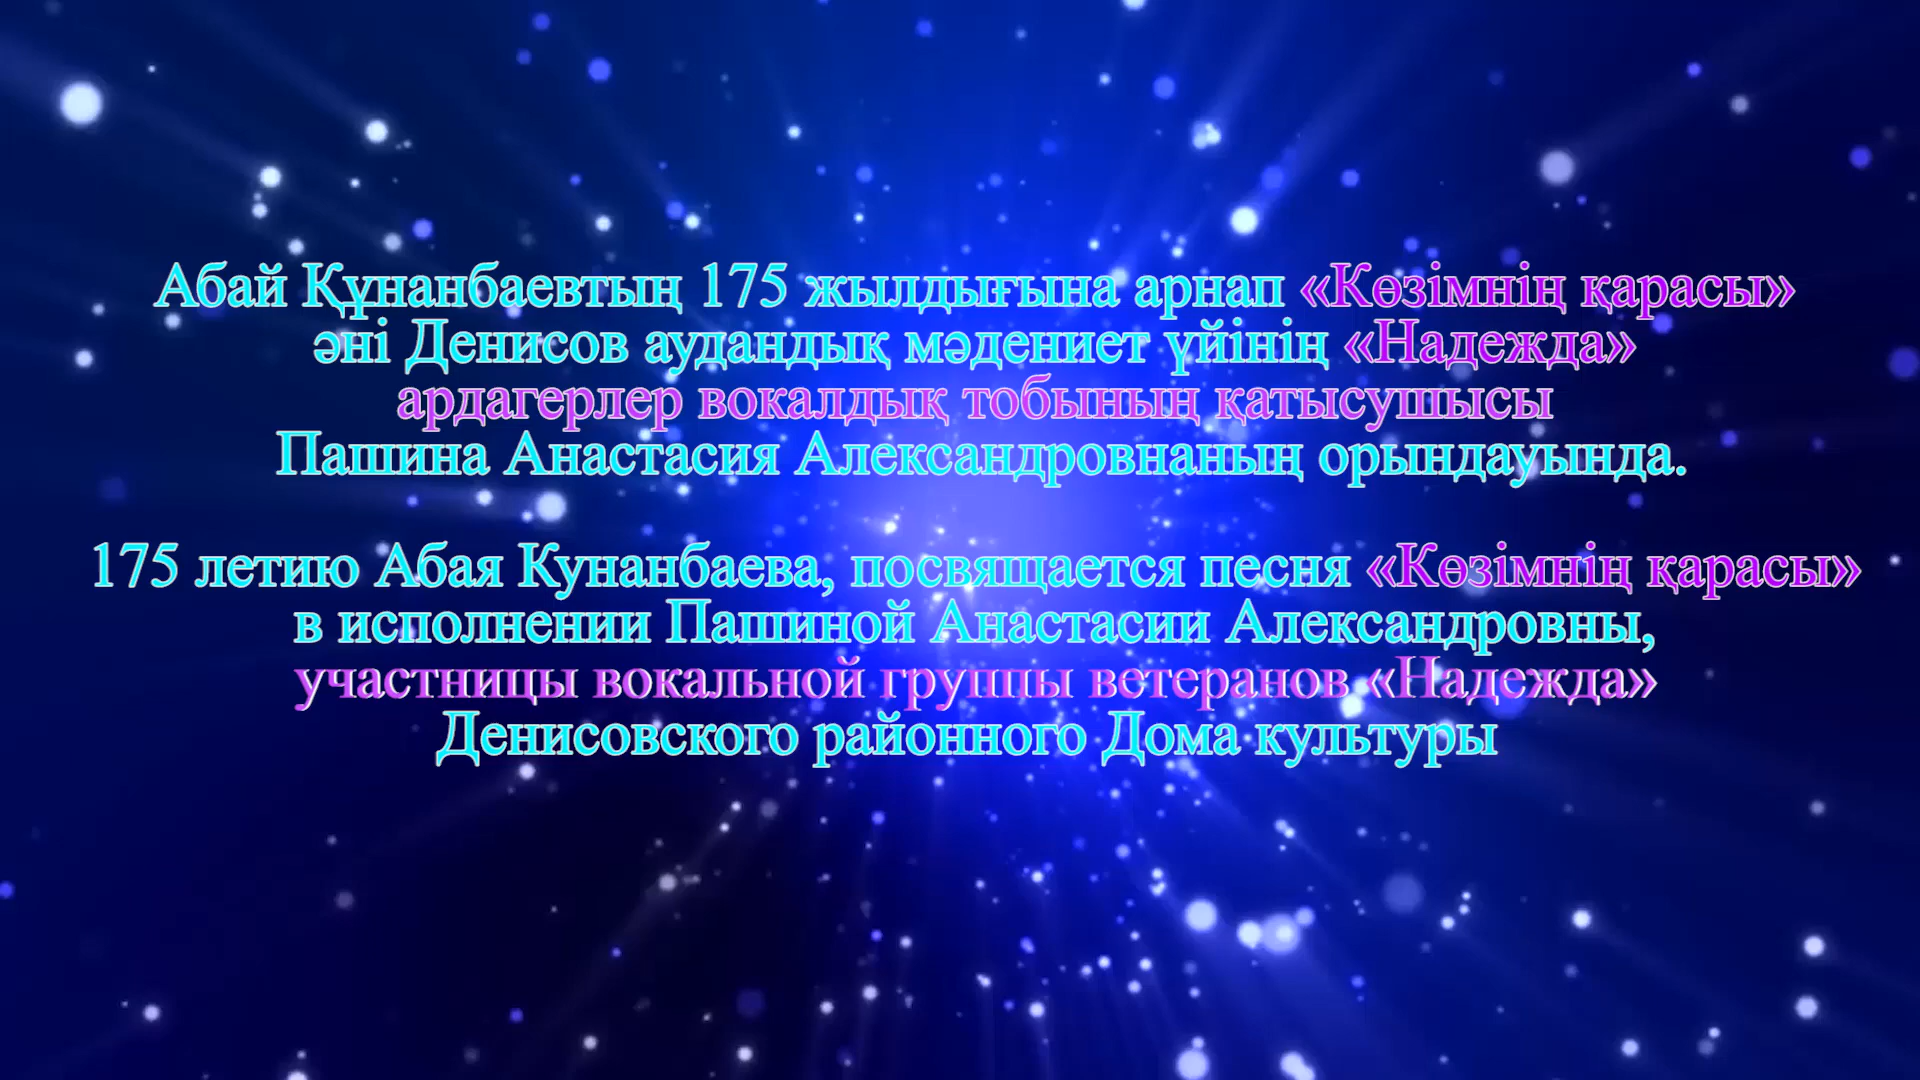 Абай Құнанбаевтың 175 жылдығына арнап «Көзімнің қарасы»
әні Денисов аудандық мәдениет үйінің «Надежда»
ардагерлер вокалдық тобының қатысушысы
Пашина Анастасия Александровнаның орындауында.
175 летию Абая Кунанбаева, посвящается песня «Көзімнің қарасы»
в исполнении Пашиной Анастасии Александровны,
участницы вокальной группы ветеранов «Надежда»
Денисовского районного Дома культуры